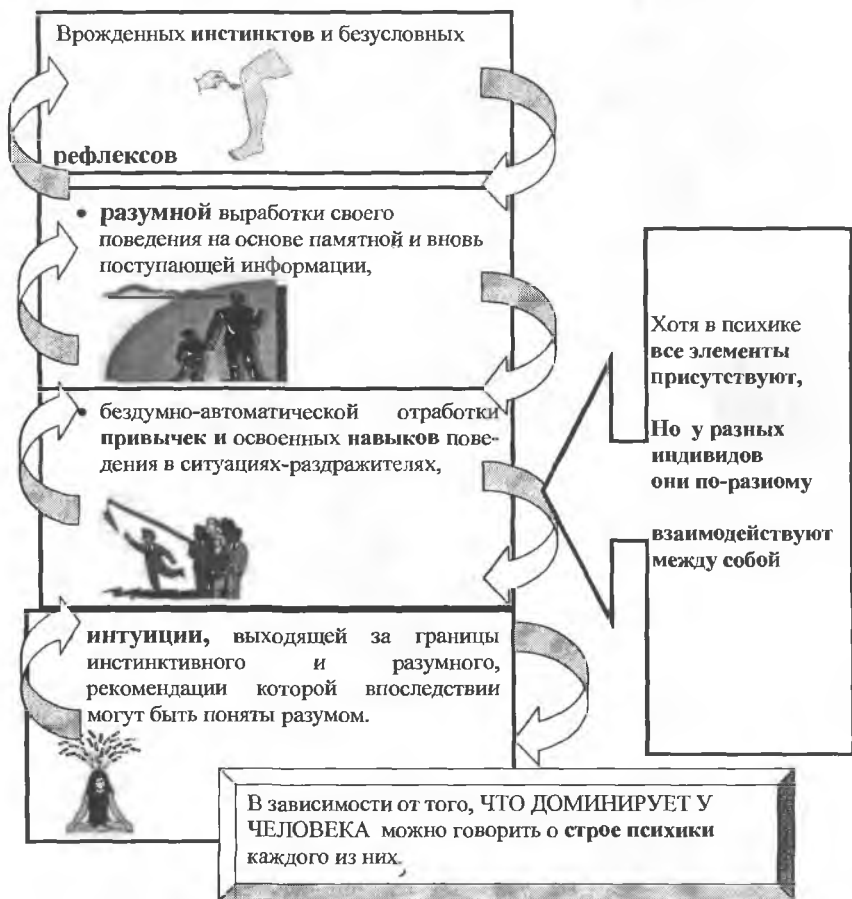 Врожденных инстинктов и безусловных
рефлексов
• разумной выработки своего
поведения на основе памятной и вновь
поступающей информации,
• бездумно-автоматической отработки
привычек и освоенных навыков пове-
дения в ситуациях-раздражителях,
интуиции, выходящей за границы
инстинктивного и разумного,
рекомендации которой впоследствии
могут быть поняты разумом.
Хотя в психике
все элементы
присутствуют,
Но у разных
индивидов
они по-разиому
взаимодействуют
между собой
В зависимости от того, ЧТО ДОМИНИРУЕТ У
ЧЕЛОВЕКА можно говорить о строе психики
каждого из них.